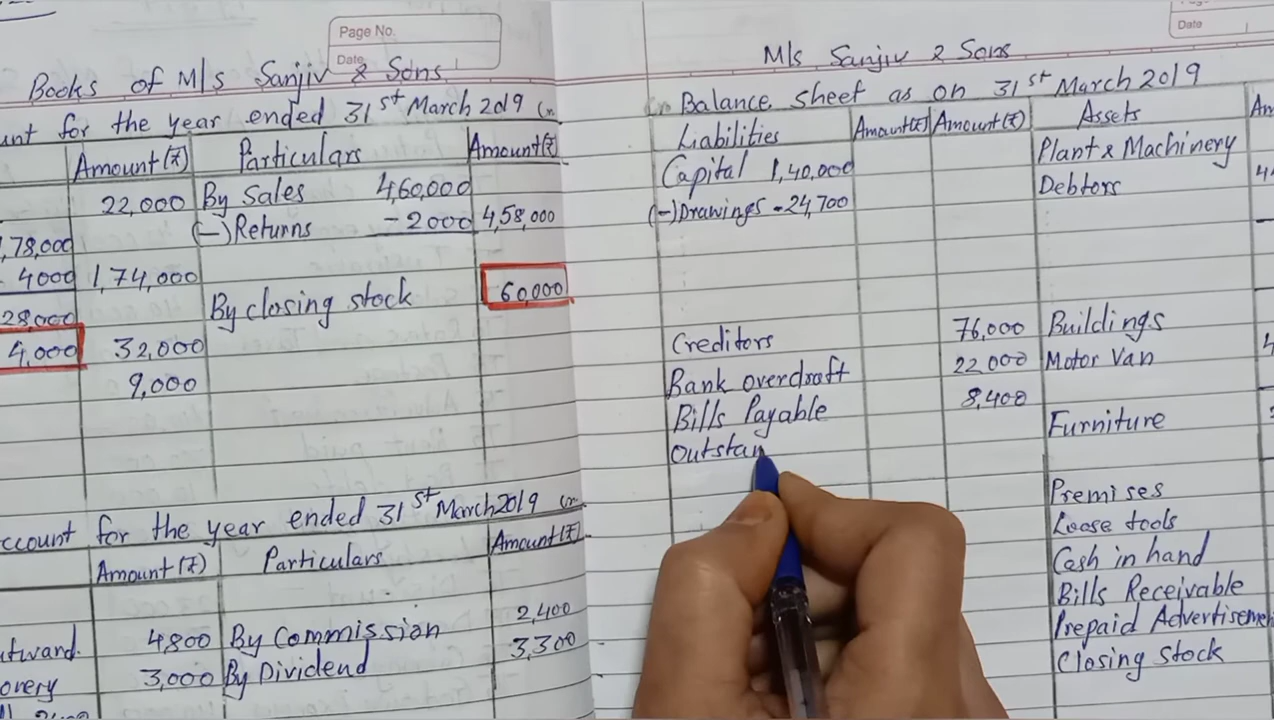 Page No.
Date
Books of M/s Sanjiv & Sons
unt for the year ended 31st March 2019
Amount (₹) Particulars Amount (₹)
22,000 By Sales 460,000
(-) Returns - 2000 4,58,000
1,78,000
4000 1,74,000
By closing stock 60,000
28,000
4,000 32,000
9,000
ccount for the year ended 31st March 2019
Amount (₹) Particulars Amount (₹)
2,400
utward. 4800 By Commission 3,300
overy 3,000 By Dividend
Date
M/s Sanjiv & Sons
Balance sheet as on 31st March 2019
Liabilities Amount(₹) Amount(₹) Assets Am
Capital 1,40,000 Plant & Machinery
(-) Drawings - 24,700 Debtors
Creditors 76,000 Buildings
Bank overdraft 22,000 Motor Van
Bills Payable 8,400 Furniture
Outstan
Premises
Loose tools
Cash in hand
Bills Receivable
Prepaid Advertisemen
Closing Stock